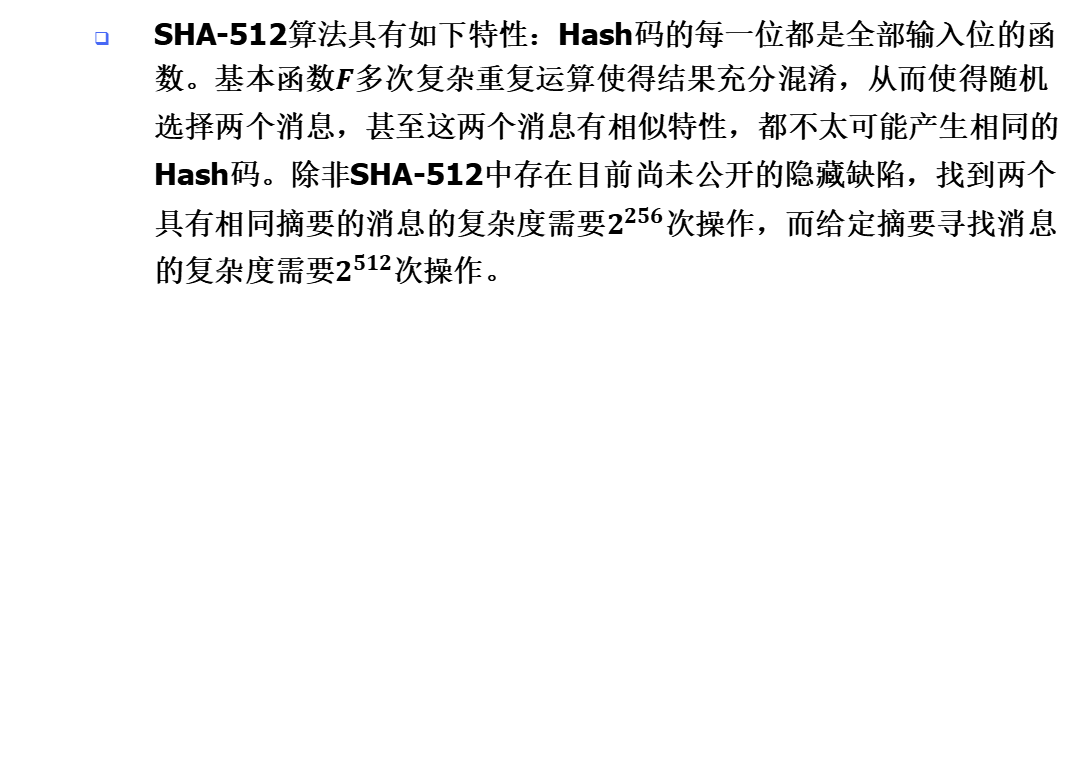 SHA-512算法具有如下特性：Hash码的每一位都是全部输入位的函
数。基本函数F多次复杂重复运算使得结果充分混淆，从而使得随机
选择两个消息，甚至这两个消息有相似特性，都不太可能产生相同的
Hash码。除非SHA-512中存在目前尚未公开的隐藏缺陷，找到两个
具有相同摘要的消息的复杂度需要2²⁵⁶次操作，而给定摘要寻找消息
的复杂度需要2⁵¹²次操作。